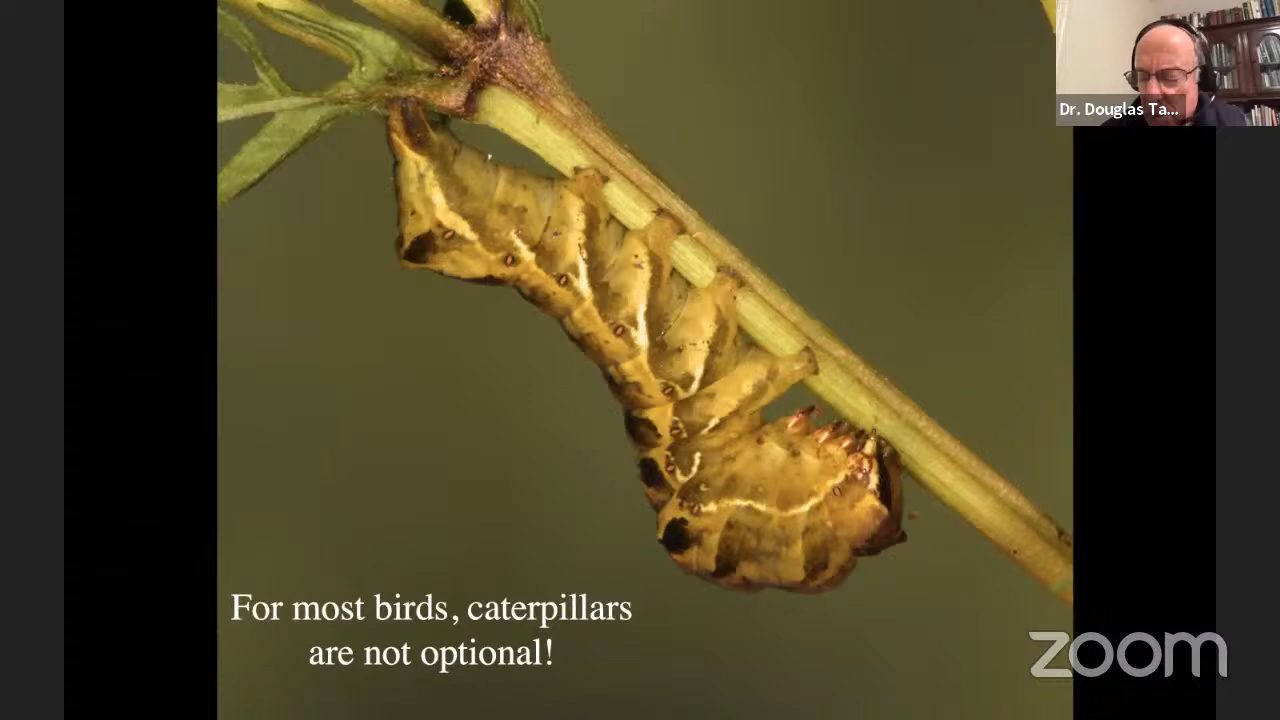 Dr. Douglas Ta...
For most birds, caterpillars
are not optional!
zoom